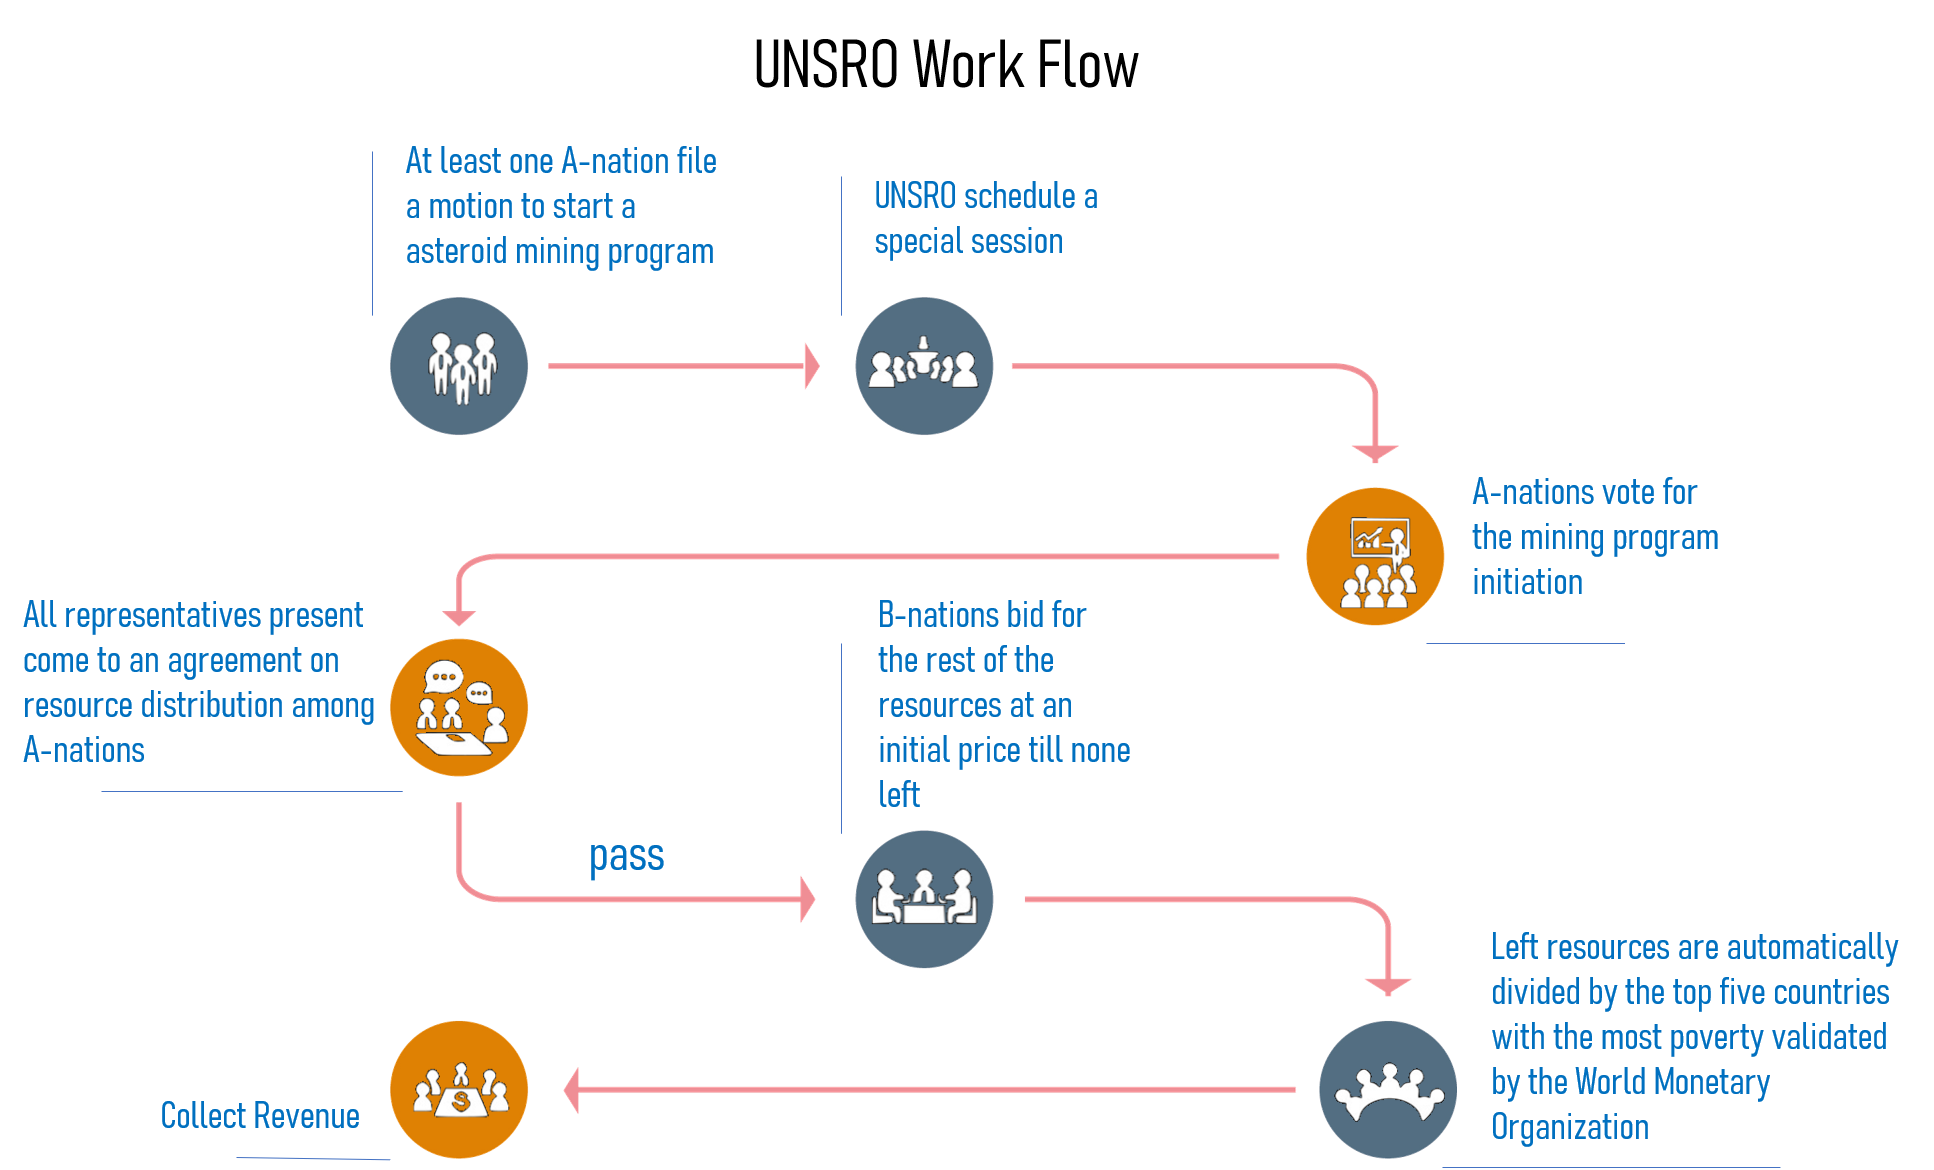 UNSRO Work Flow
At least one A-nation file
a motion to start a
asteroid mining program
UNSRO schedule a
special session
A-nations vote for
the mining program
initiation
All representatives present
come to an agreement on
resource distribution among
A-nations
B-nations bid for
the rest of the
resources at an
initial price till none
left
pass
Left resources are automatically
divided by the top five countries
with the most poverty validated
by the World Monetary
Organization
Collect Revenue
$